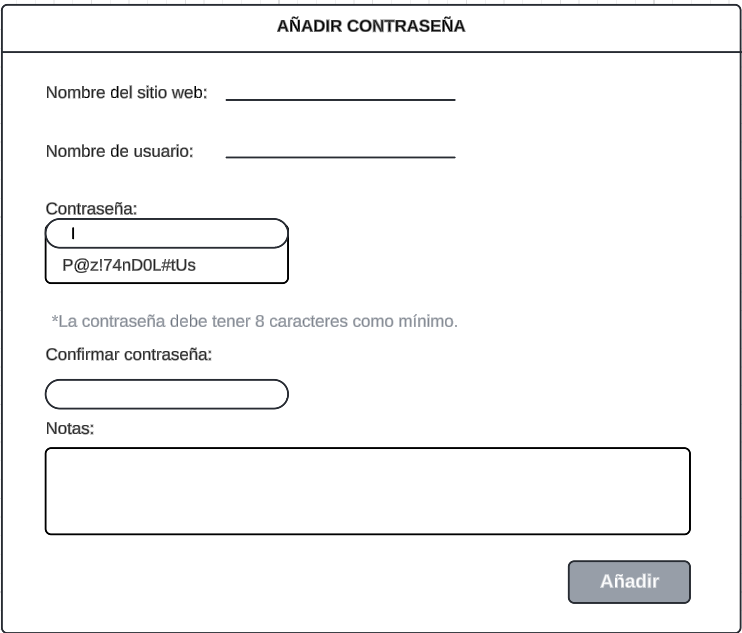 AÑADIR CONTRASEÑA
Nombre del sitio web:
Nombre de usuario:
Contraseña:
P@z!74nD0L#tUs
*La contraseña debe tener 8 caracteres como mínimo.
Confirmar contraseña:
Notas:
Añadir